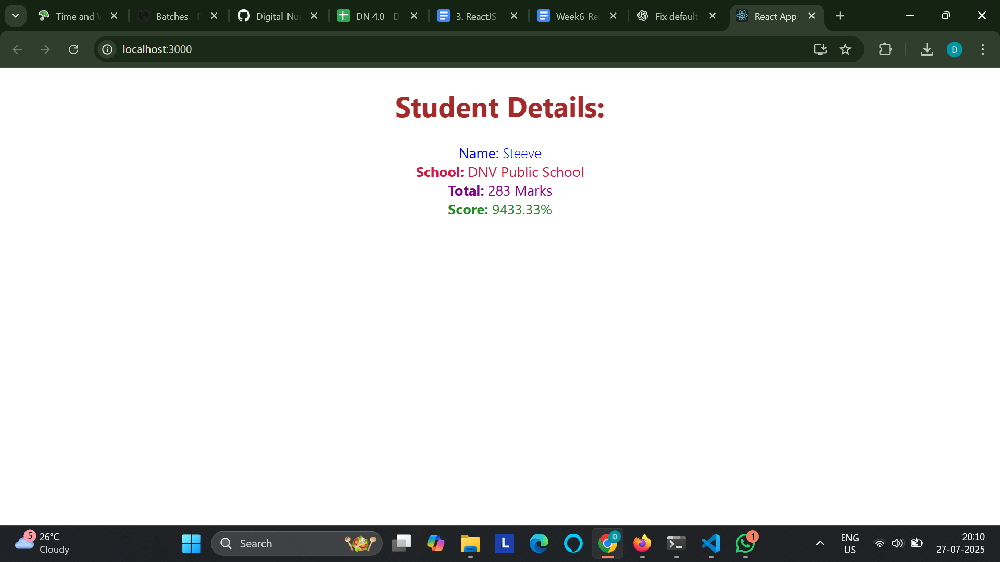 Time and W
Batches - P
Digital-Nu
DN 4.0 - D
3. ReactJS-
Week6_Re
Fix default
React App
localhost:3000
D
Student Details:
Name: Steeve
School: DNV Public School
Total: 283 Marks
Score: 9433.33%
5
26°C
Cloudy
Search
L
D
1
ENG
US
20:10
27-07-2025